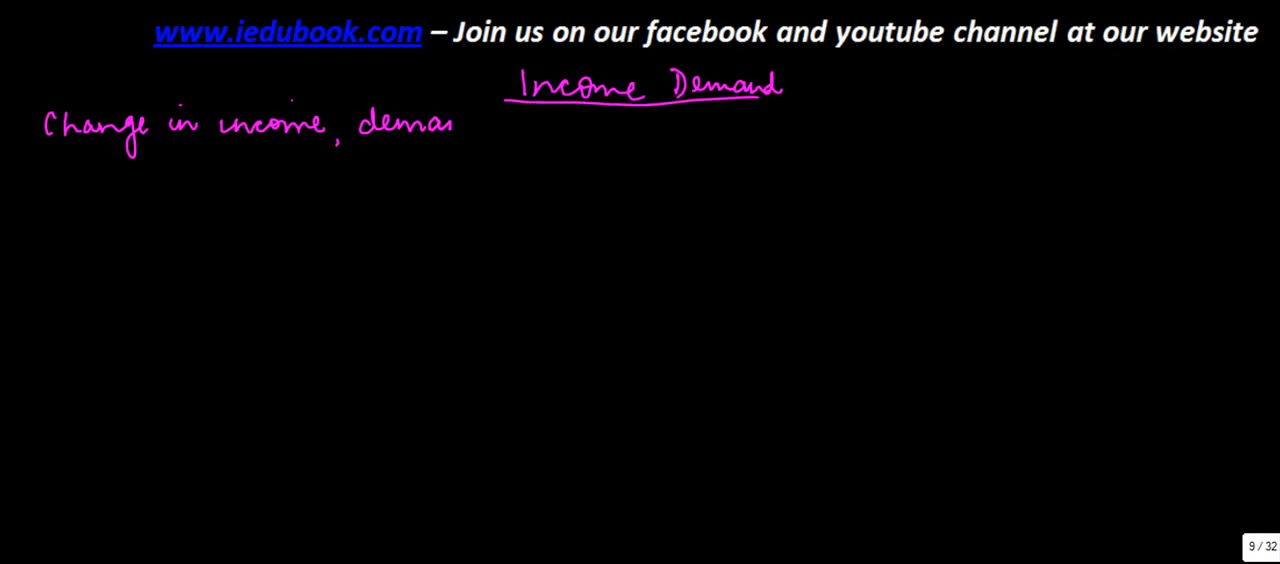 www.iedubook.com – Join us on our facebook and youtube channel at our website
Income Demand
Change in income, deman
9 / 32